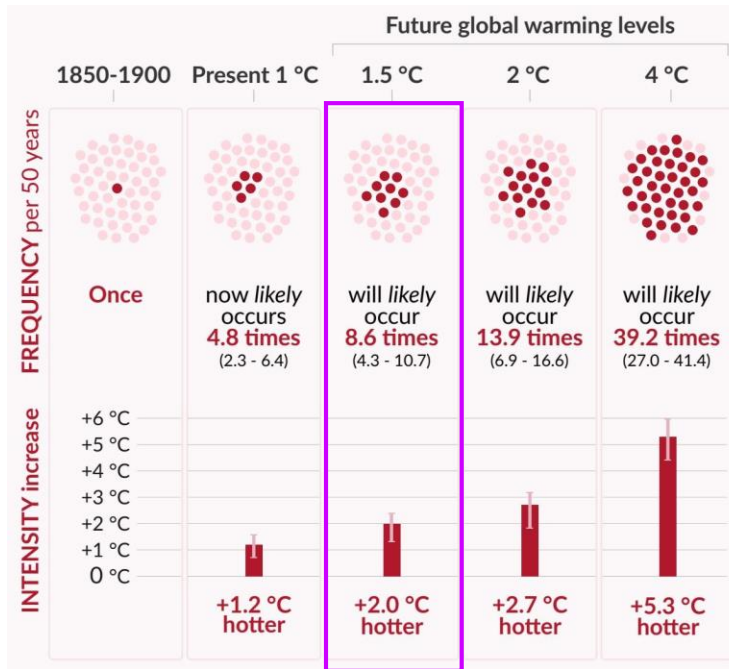 Future global warming levels
1850-1900 Present 1 °C 1.5 °C 2 °C 4 °C
FREQUENCY per 50 years
Once
now likely occurs 4.8 times (2.3 - 6.4)
will likely occur 8.6 times (4.3 - 10.7)
will likely occur 13.9 times (6.9 - 16.6)
will likely occur 39.2 times (27.0 - 41.4)
INTENSITY increase
+6 °C
+5 °C
+4 °C
+3 °C
+2 °C
+1 °C
0 °C
+1.2 °C
hotter
+2.0 °C
hotter
+2.7 °C
hotter
+5.3 °C
hotter